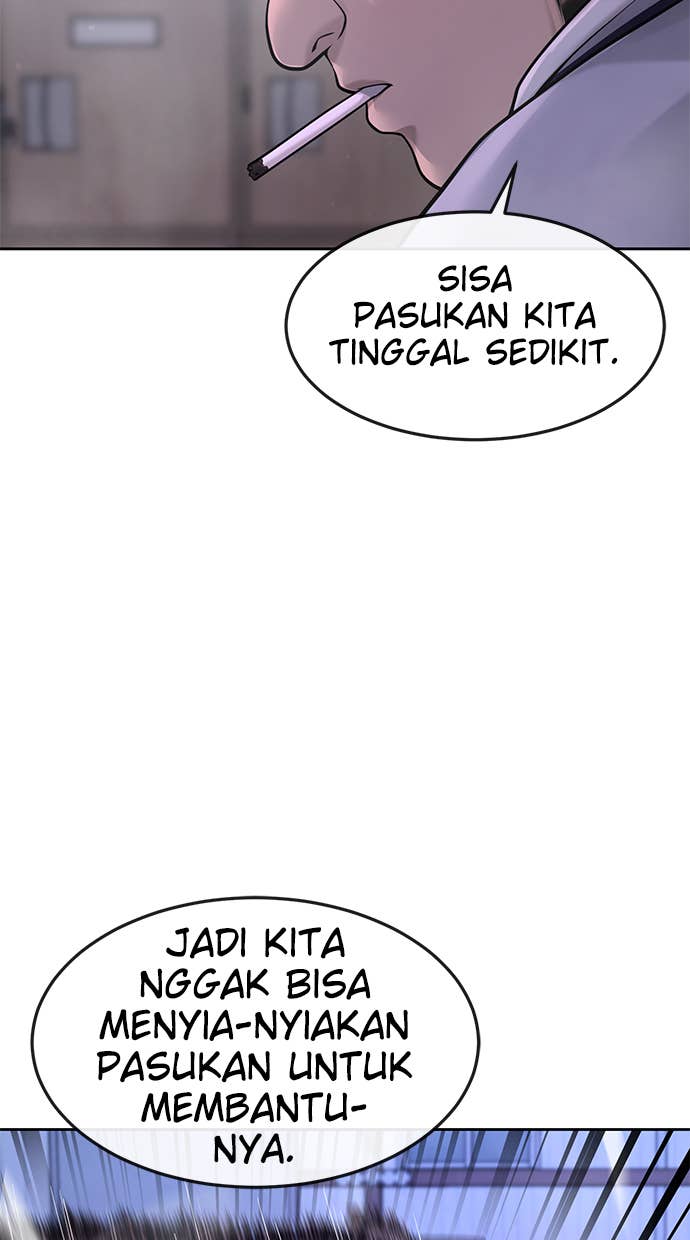 SISA
PASUKAN KITA
TINGGAL SEDIKIT.
JADI KITA
NGGAK BISA
MENYIA-NYIAKAN
PASUKAN UNTUK
MEMBANTU-
NYA.